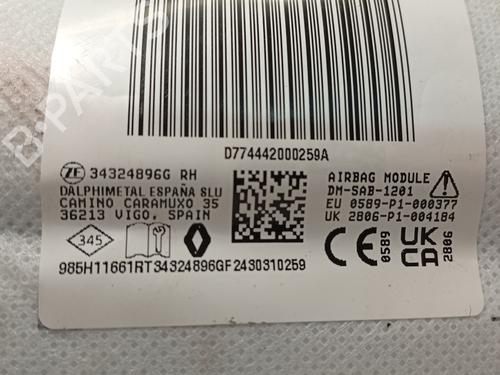 D774442000259A
ZF 34324896G RH
DALPHIMETAL ESPAÑA SLU
CAMINO CARAMUXO 35
36213 VIGO, SPAIN
AIRBAG MODULE
DM-SAB-1201
EU 0589-P1-000377
UK 2806-P1-004184
345
CE 0589
UK CA 2806
985H11661RT34324896GF2430310259
B-PARTS